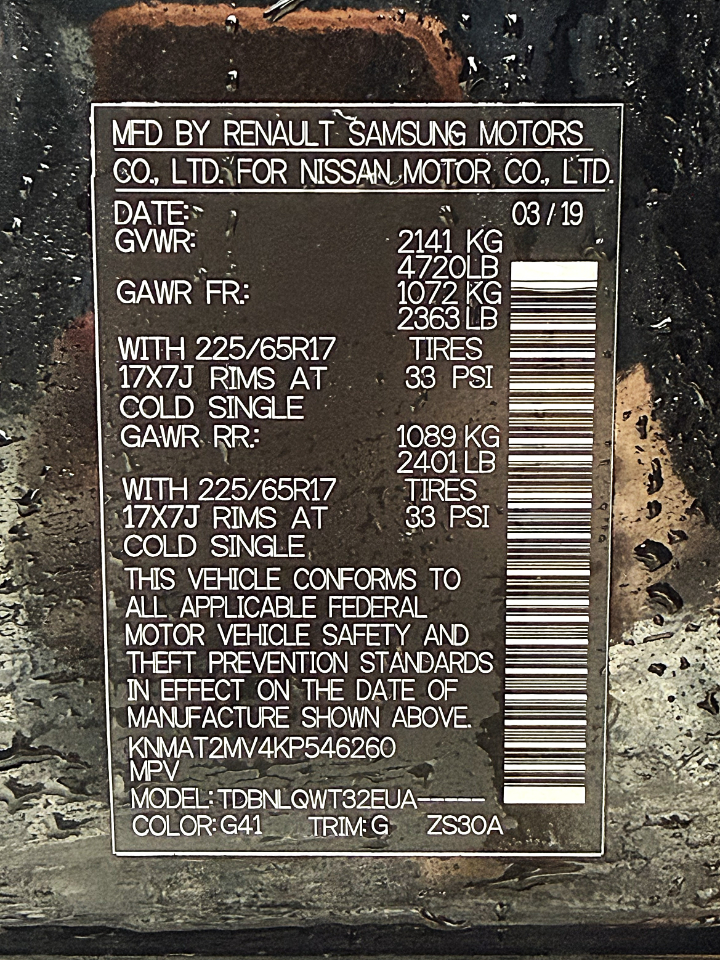 MFD BY RENAULT SAMSUNG MOTORS
CO., LTD. FOR NISSAN MOTOR CO., LTD.
DATE: 03 / 19
GVWR: 2141 KG
4720LB
GAWR FR.: 1072 KG
2363 LB
WITH 225/65R17 TIRES
17X7J RIMS AT 33 PSI
COLD SINGLE
GAWR RR.: 1089 KG
2401 LB
WITH 225/65R17 TIRES
17X7J RIMS AT 33 PSI
COLD SINGLE
THIS VEHICLE CONFORMS TO
ALL APPLICABLE FEDERAL
MOTOR VEHICLE SAFETY AND
THEFT PREVENTION STANDARDS
IN EFFECT ON THE DATE OF
MANUFACTURE SHOWN ABOVE.
KNMAT2MV4KP546260
MPV
MODEL: TDBNLQWT32EUA-----
COLOR: G41 TRIM: G ZS30A